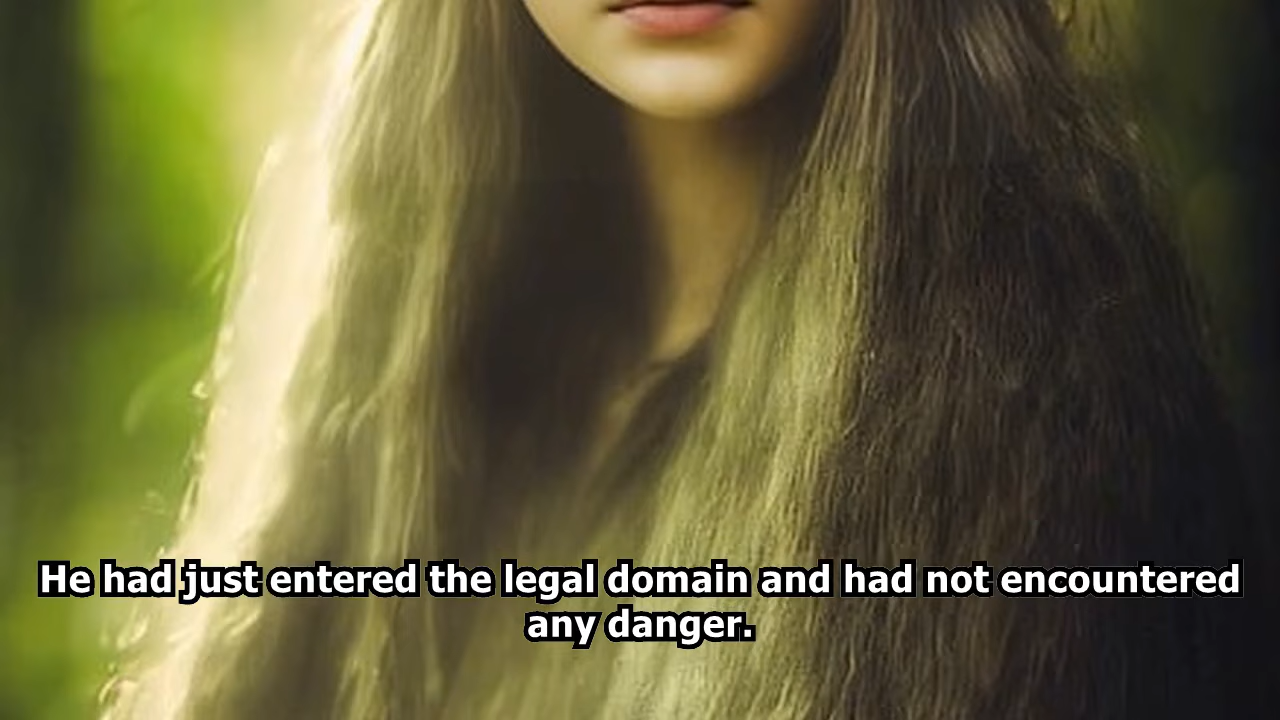 He had just entered the legal domain and had not encountered
any danger.